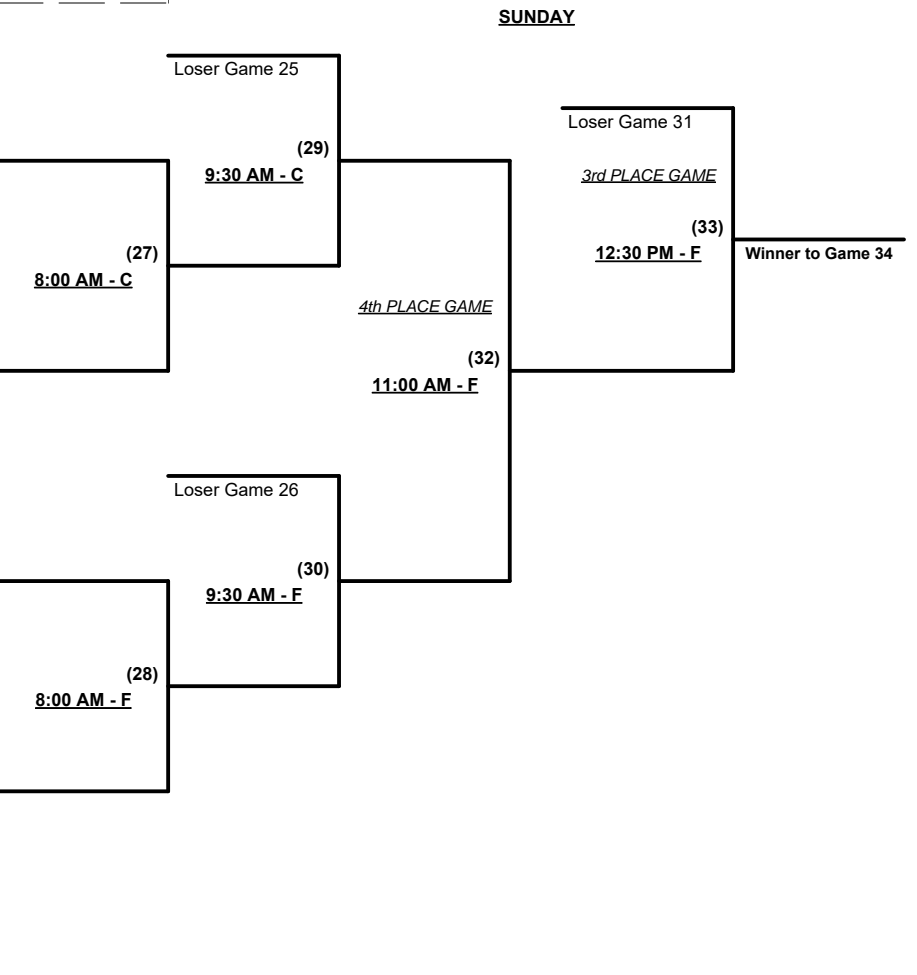 SUNDAY
Loser Game 25
Loser Game 31
(29)
9:30 AM - C
3rd PLACE GAME
(33)
12:30 PM - F
Winner to Game 34
(27)
8:00 AM - C
4th PLACE GAME
(32)
11:00 AM - F
Loser Game 26
(30)
9:30 AM - F
(28)
8:00 AM - F